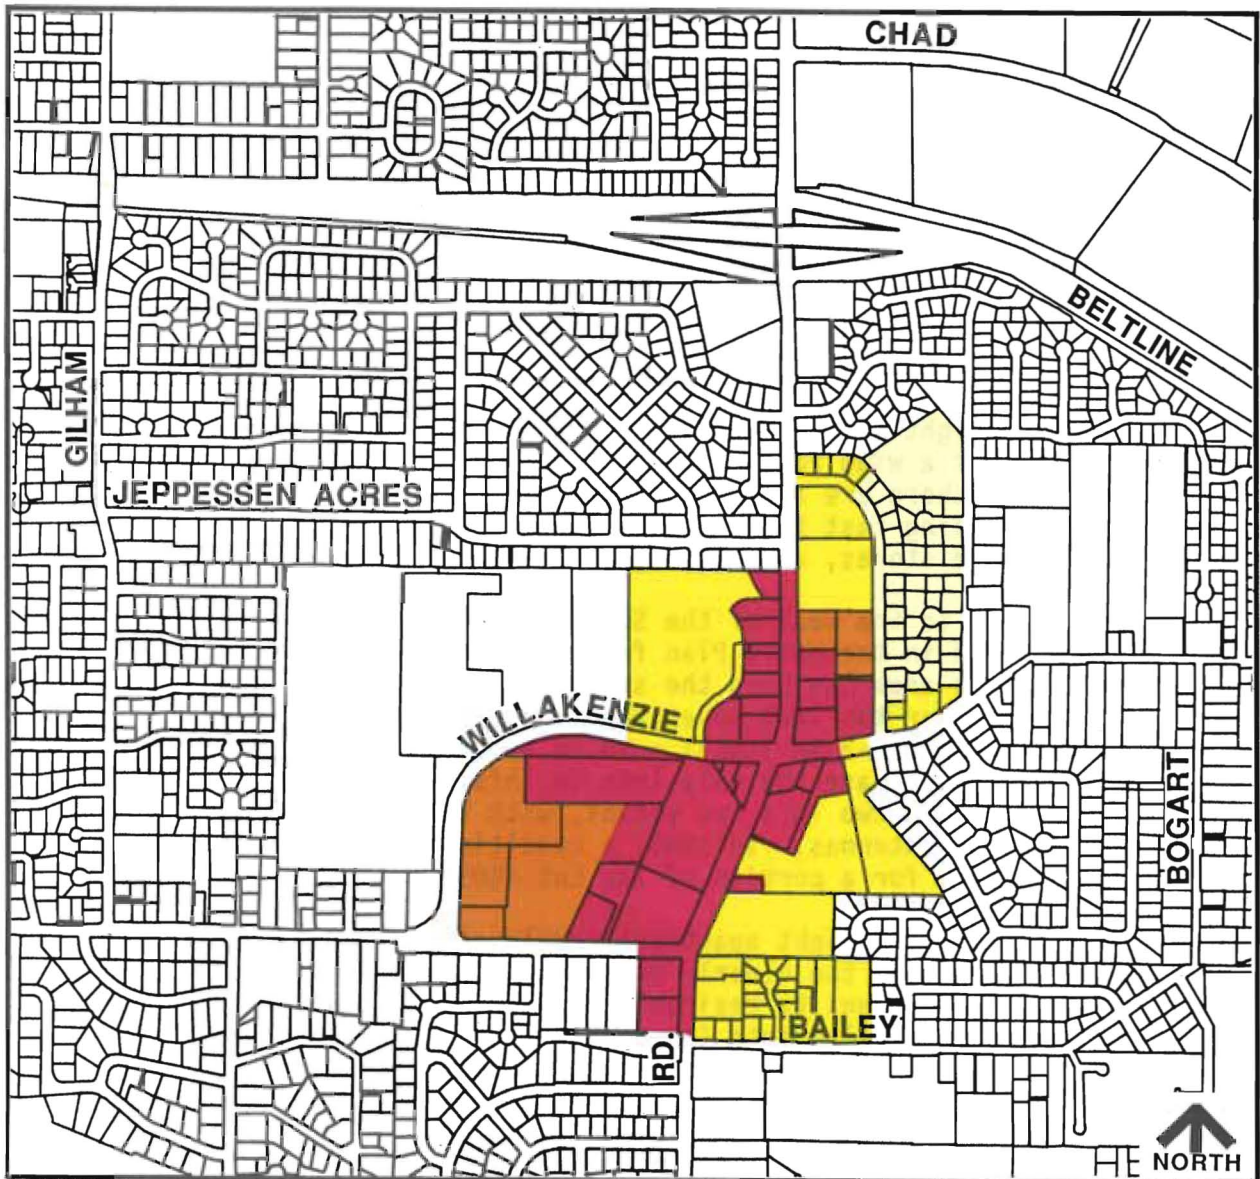 CHAD
BELTLINE
GILHAM
JEPPESSEN ACRES
WILLAKENZIE
BOGART
BAILEY
RD.
NORTH